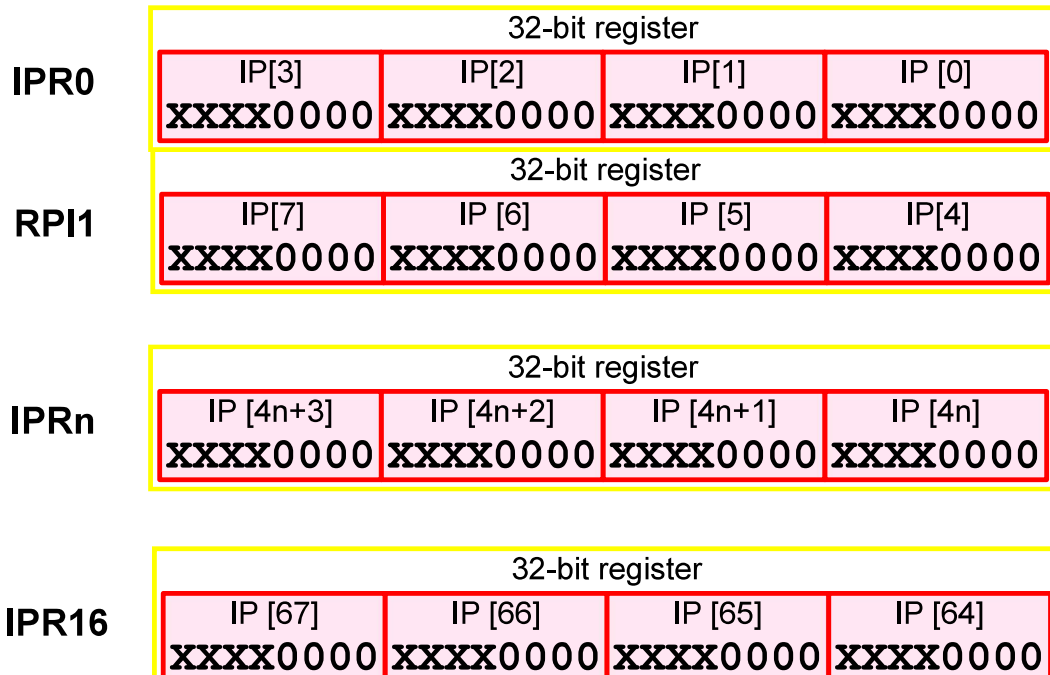 32-bit register
IPR0
IP[3] IP[2] IP[1] IP [0]
XXXX0000 XXXX0000 XXXX0000 XXXX0000
32-bit register
RPI1
IP[7] IP [6] IP [5] IP[4]
XXXX0000 XXXX0000 XXXX0000 XXXX0000
32-bit register
IPRn
IP [4n+3] IP [4n+2] IP [4n+1] IP [4n]
XXXX0000 XXXX0000 XXXX0000 XXXX0000
32-bit register
IPR16
IP [67] IP [66] IP [65] IP [64]
XXXX0000 XXXX0000 XXXX0000 XXXX0000